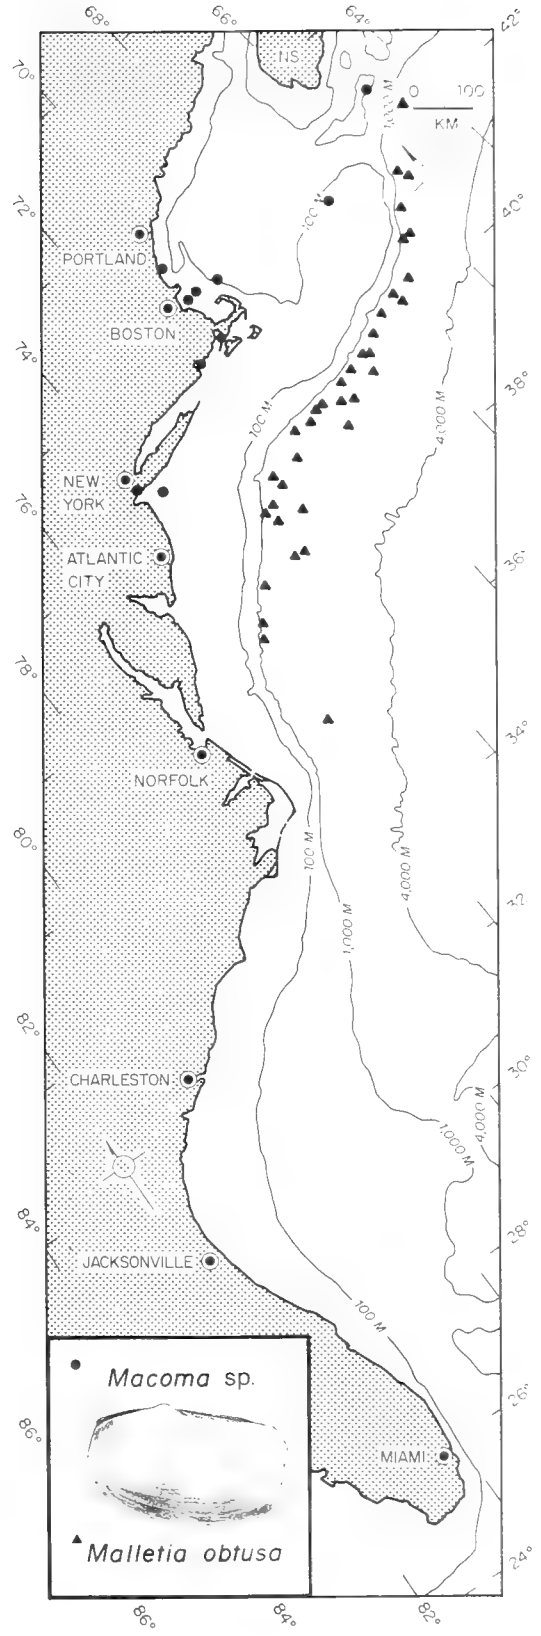 68° 66° 64° 42°
70°
NS
0 100
KM
1,000 M
100 M
72°
40°
PORTLAND
BOSTON
74°
38°
100 M
4,000 M
NEW
YORK
76°
ATLANTIC
CITY
36°
78°
34°
NORFOLK
80°
100 M
4,000 M
32°
1,000 M
82°
30°
CHARLESTON
4,000 M
1,000 M
84°
28°
JACKSONVILLE
100 M
Macoma sp.
26°
86°
MIAMI
Malletia obtusa
24°
86° 84° 82°